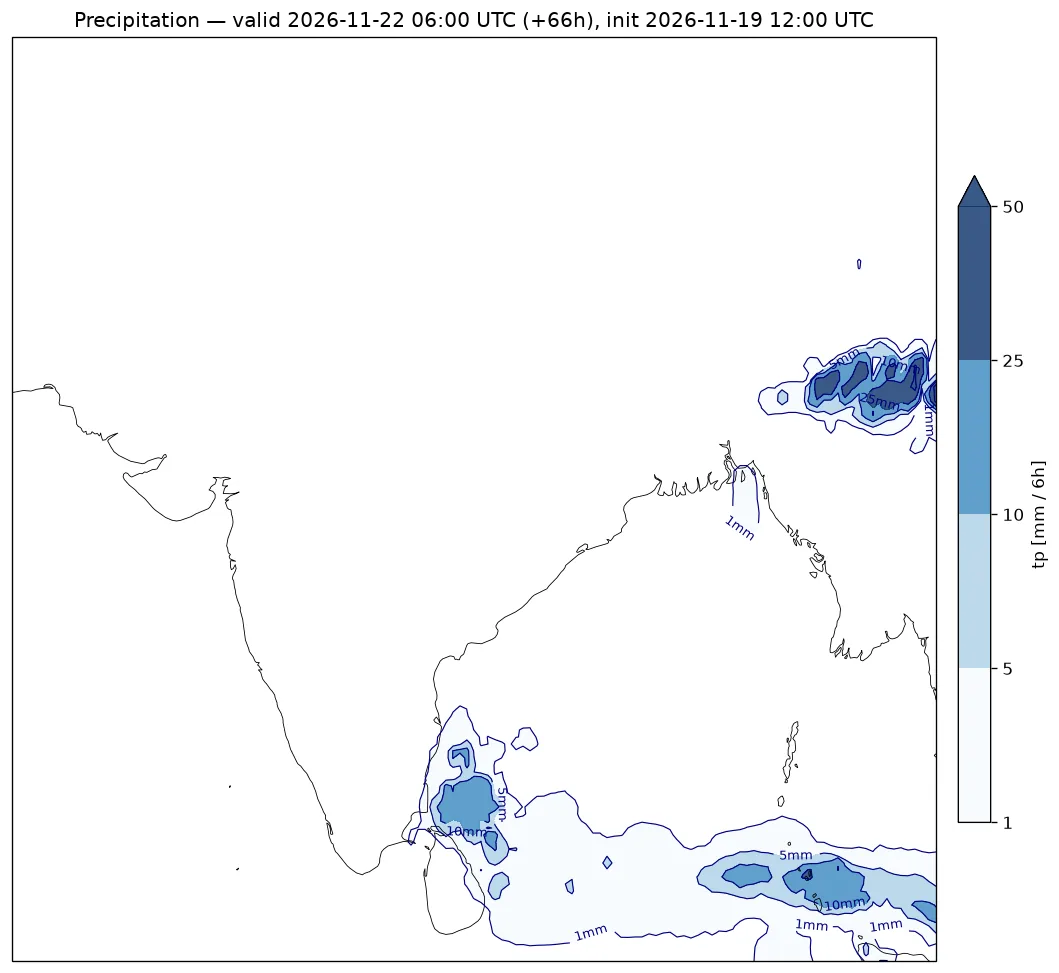 Precipitation — valid 2026-11-22 06:00 UTC (+66h), init 2026-11-19 12:00 UTC
50
25
10
5
1
tp [mm / 6h]
5mm
10mm
25mm
1mm
1mm
5mm
10mm
5mm
10mm
1mm
1mm
1mm